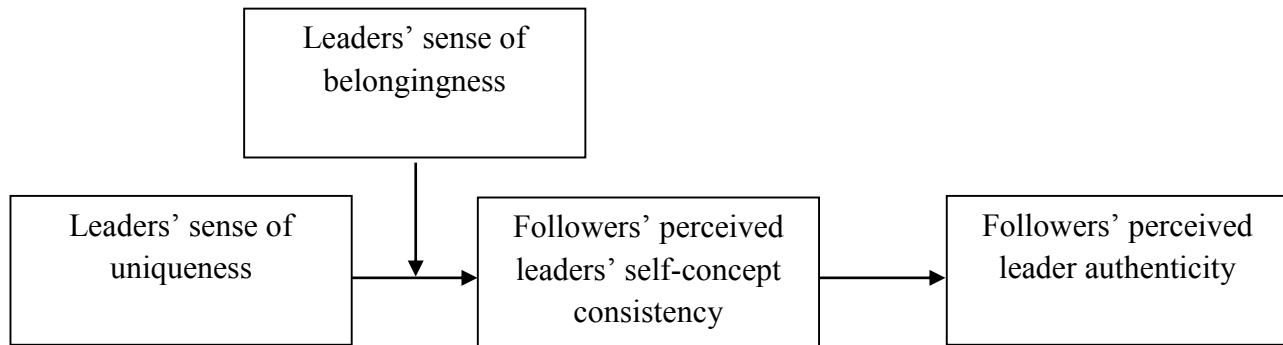 Leaders’ sense of
belongingness
Leaders’ sense of
uniqueness
Followers’ perceived
leaders’ self-concept
consistency
Followers’ perceived
leader authenticity